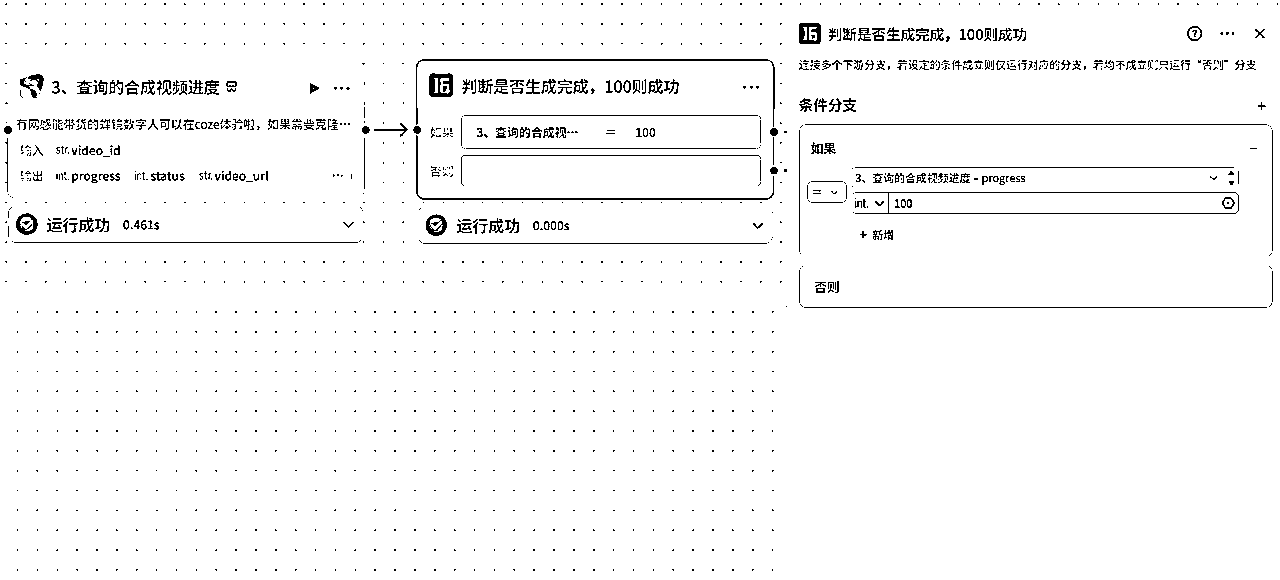 3、查询的合成视频进度
有网感能带货的蝉镜数字人可以在coze体验啦，如果需要克隆…
输入 str. video_id
输出 int. progress int. status str. video_url ...
运行成功 0.461s
判断是否生成完成，100则成功
如果 3、查询的合成视… = 100
否则
运行成功 0.000s
判断是否生成完成，100则成功
连接多个下游分支，若设定的条件成立则仅运行对应的分支，若均不成立则只运行“否则”分支
条件分支
如果
3、查询的合成视频进度 - progress
=
int. 100
+ 新增
否则